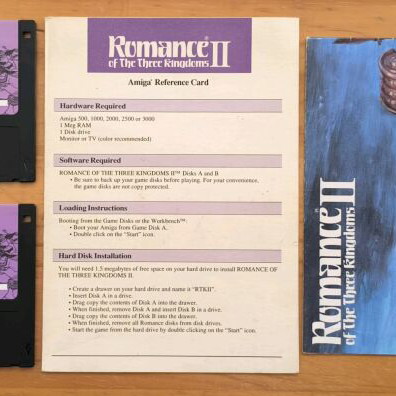 Romance II
of The Three Kingdoms
Amiga® Reference Card
Hardware Required
Amiga 500, 1000, 2000, 2500 or 3000
1 Meg RAM
1 Disk drive
Monitor or TV (color recommended)
Software Required
ROMANCE OF THE THREE KINGDOMS II™ Disks A and B
• Be sure to back up your game disks before playing. For your convenience,
the game disks are not copy protected.
Loading Instructions
Booting from the Game Disks or the Workbench™:
• Boot your Amiga from Game Disk A.
• Double click on the "Start" icon.
Hard Disk Installation
You will need 1.5 megabytes of free space on your hard drive to install ROMANCE OF
THE THREE KINGDOMS II.
• Create a drawer on your hard drive and name it "RTKII".
• Insert Disk A in a drive.
• Drag copy the contents of Disk A into the drawer.
• When finished, remove Disk A and insert Disk B in a drive.
• Drag copy the contents of Disk B into the drawer.
• When finished, remove all Romance disks from disk drives.
• Start the game from the hard drive by double clicking on the "Start" icon.
Romance II
of The Three Kingdoms